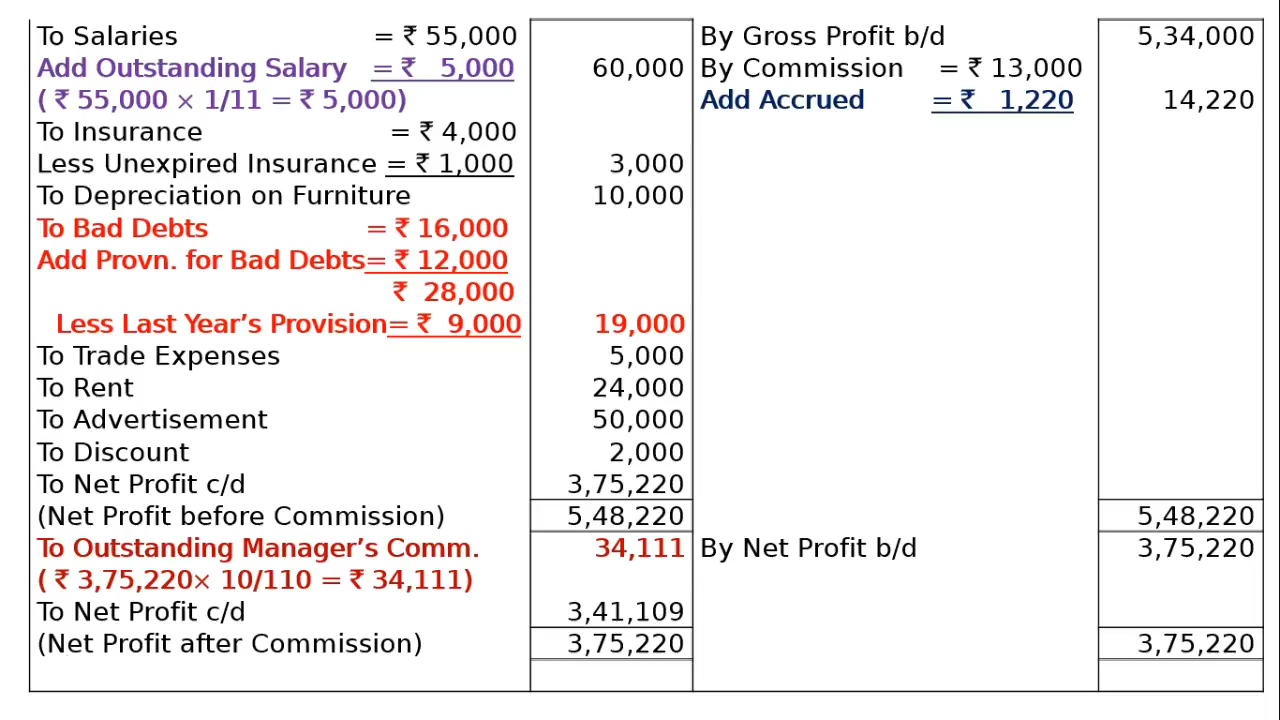 To Salaries = ₹ 55,000 By Gross Profit b/d 5,34,000
Add Outstanding Salary = ₹ 5,000 60,000 By Commission = ₹ 13,000
( ₹ 55,000 × 1/11 = ₹ 5,000) Add Accrued = ₹ 1,220 14,220
To Insurance = ₹ 4,000
Less Unexpired Insurance = ₹ 1,000 3,000
To Depreciation on Furniture 10,000
To Bad Debts = ₹ 16,000
Add Provn. for Bad Debts= ₹ 12,000
₹ 28,000
Less Last Year’s Provision= ₹ 9,000 19,000
To Trade Expenses 5,000
To Rent 24,000
To Advertisement 50,000
To Discount 2,000
To Net Profit c/d 3,75,220
(Net Profit before Commission) 5,48,220 5,48,220
To Outstanding Manager’s Comm. 34,111 By Net Profit b/d 3,75,220
( ₹ 3,75,220× 10/110 = ₹ 34,111)
To Net Profit c/d 3,41,109
(Net Profit after Commission) 3,75,220 3,75,220